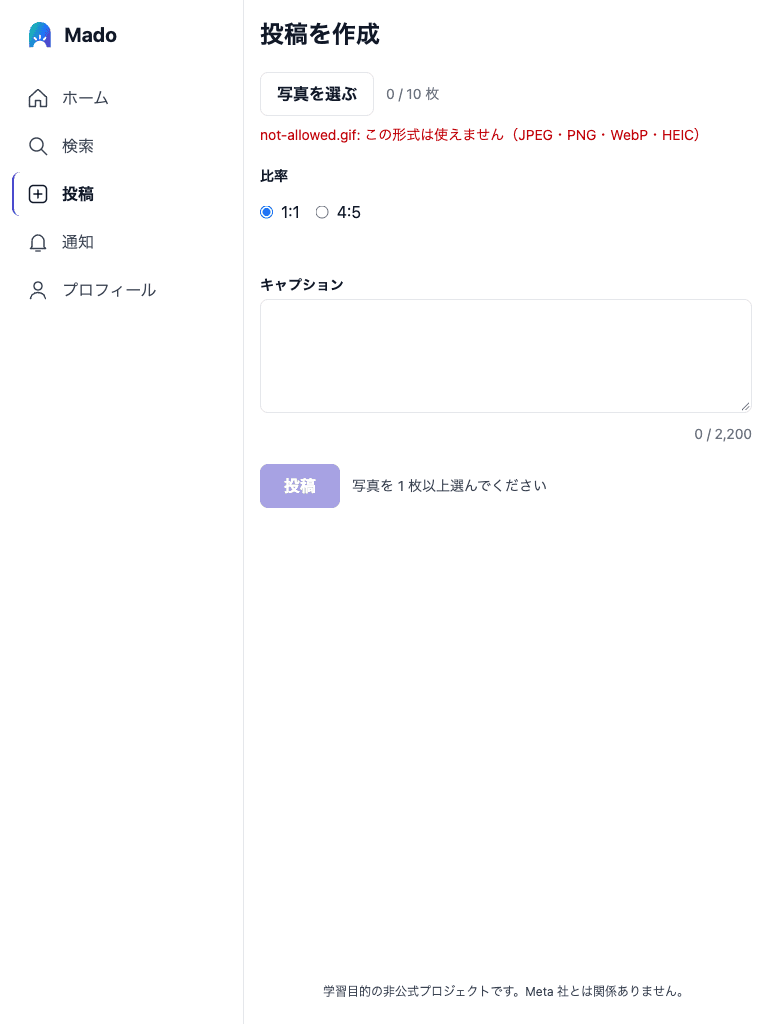 Mado
ホーム
検索
投稿
通知
プロフィール
投稿を作成
写真を選ぶ 0 / 10 枚
not-allowed.gif: この形式は使えません（JPEG・PNG・WebP・HEIC）
比率
1:1 4:5
キャプション
0 / 2,200
投稿 写真を 1 枚以上選んでください
学習目的の非公式プロジェクトです。Meta 社とは関係ありません。